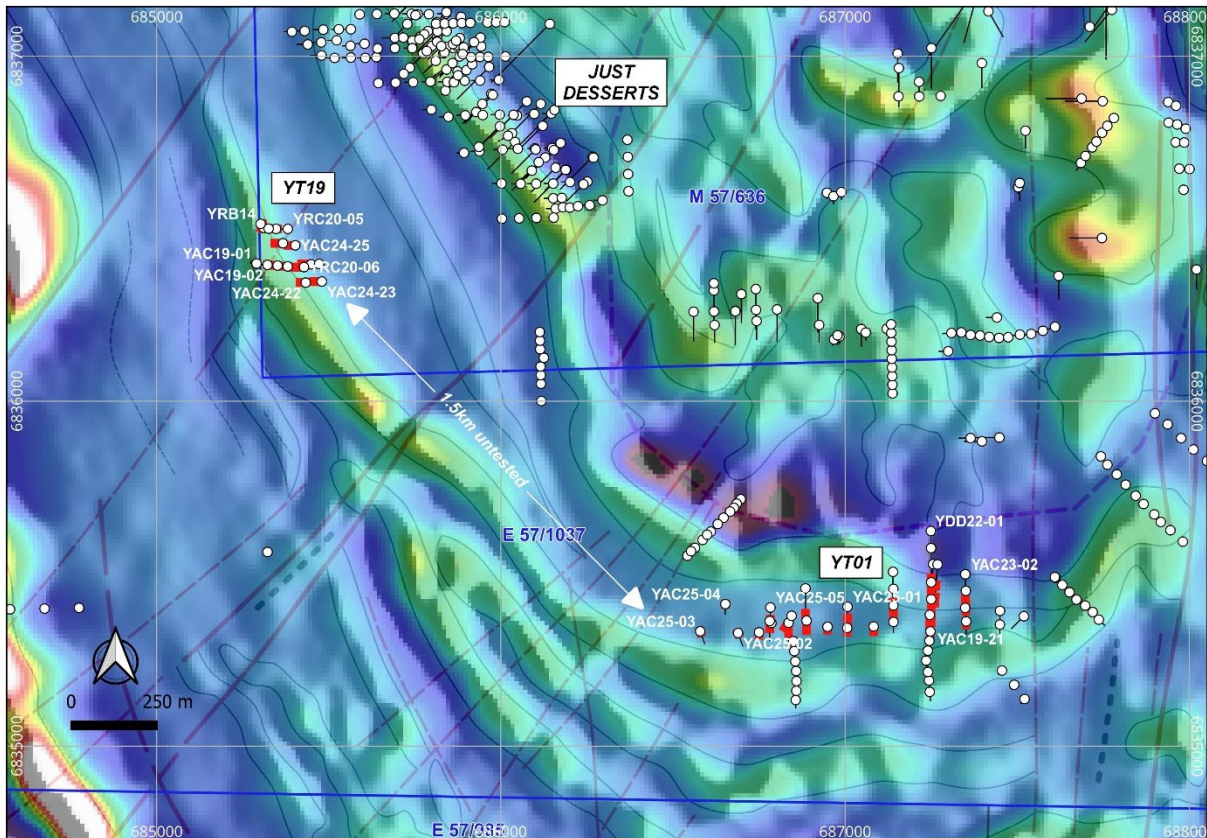 685000
686000
687000
688000
6837000
6837000
JUST
DESSERTS
YT19
M 57/636
YRB14
YRC20-05
YAC24-25
YAC19-01
YRC20-06
YAC19-02
YAC24-22
YAC24-23
6836000
6836000
1.5km untested
E 57/1037
YDD22-01
YT01
YAC23-02
YAC25-04
YAC25-05
YAC25-01
YAC25-03
YAC25-02
YAC19-21
0
250 m
6835000
6835000
E 57/985
685000
686000
687000
688000